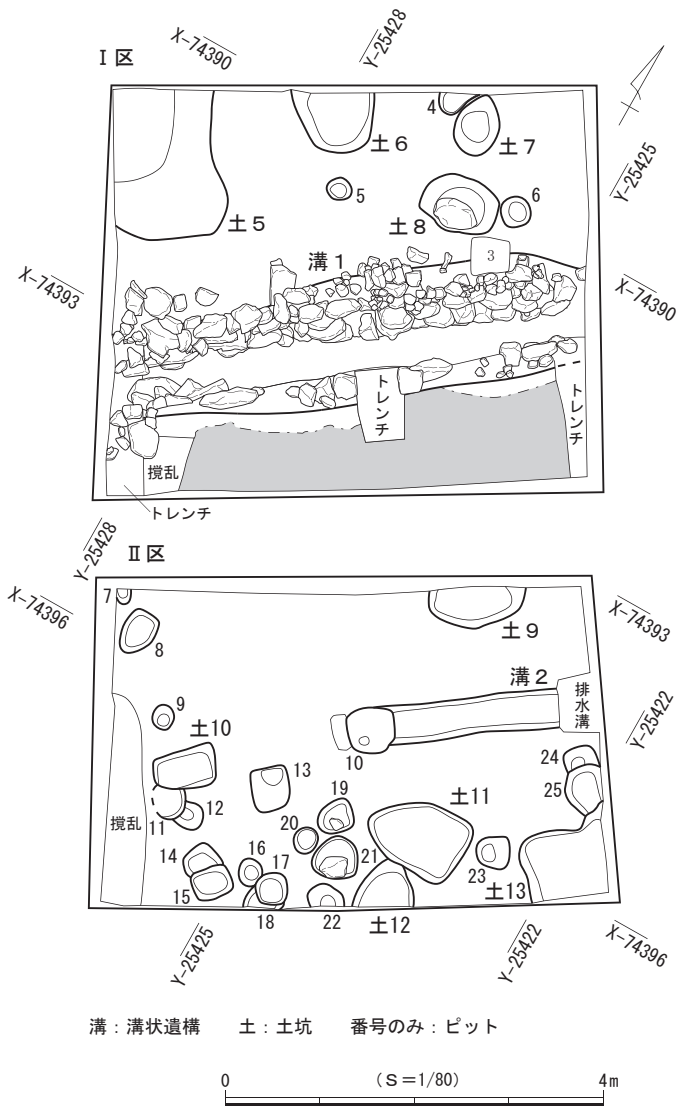 Ⅰ区
X-74390
Y-25428
4
土6
土7
Y-25425
5
6
土5
土8
溝1
3
X-74393
X-74390
トレンチ
トレンチ
撹乱
トレンチ
Y-25428
Ⅱ区
X-74396
7
X-74393
8
土9
溝2
9
排水溝
Y-25422
土10
10
24
13
19
25
12
土11
撹乱
11
20
14
16
17
21
15
23
土13
18
22
土12
Y-25425
Y-25422
X-74396
溝：溝状遺構　土：土坑　番号のみ：ピット
0 （S＝1/80） 4m